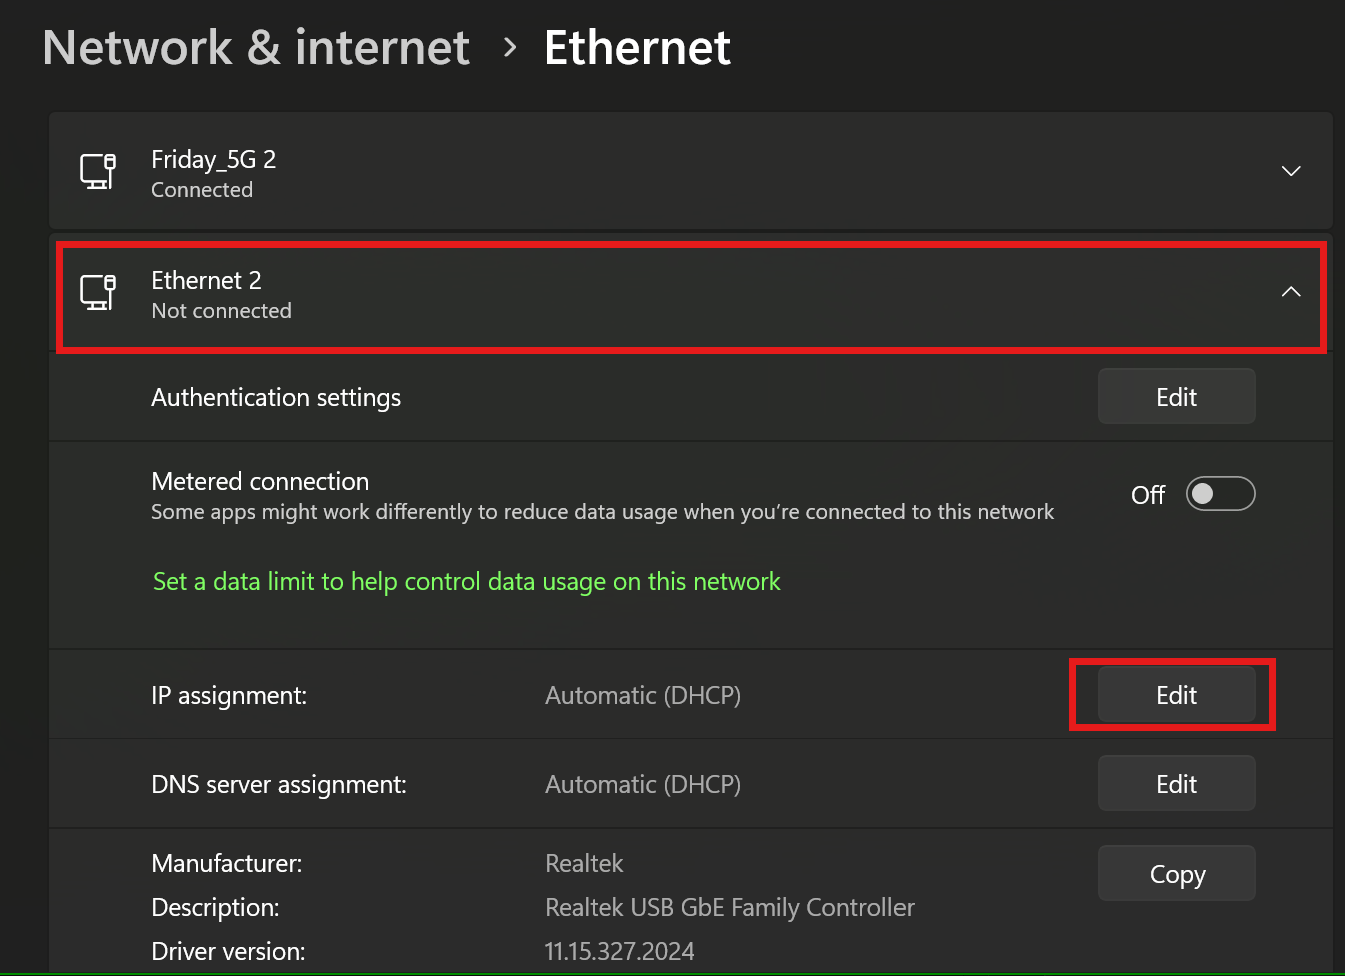 Network & internet > Ethernet
Friday_5G 2
Connected
Ethernet 2
Not connected
Authentication settings Edit
Metered connection
Some apps might work differently to reduce data usage when you're connected to this network
Off
Set a data limit to help control data usage on this network
IP assignment: Automatic (DHCP) Edit
DNS server assignment: Automatic (DHCP) Edit
Manufacturer: Realtek
Copy
Description: Realtek USB GbE Family Controller
Driver version: 11.15.327.2024